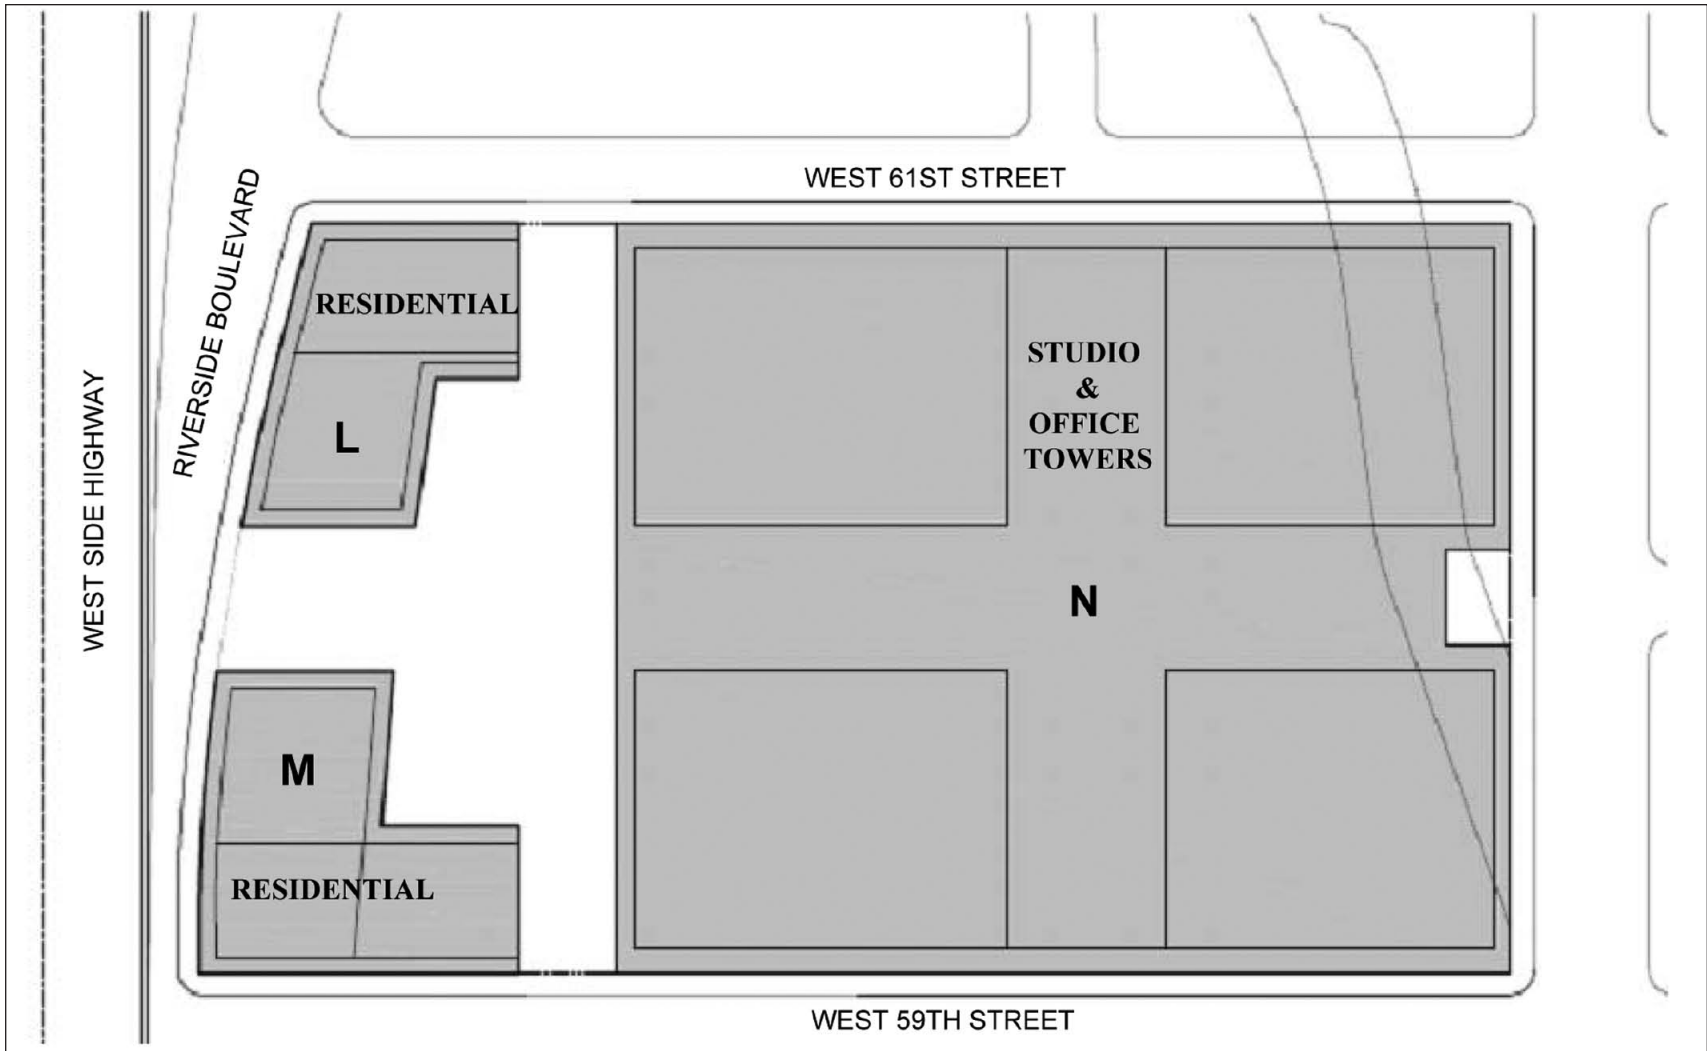 WEST 61ST STREET
RIVERSIDE BOULEVARD
WEST SIDE HIGHWAY
RESIDENTIAL
L
STUDIO
&
OFFICE
TOWERS
N
M
RESIDENTIAL
WEST 59TH STREET